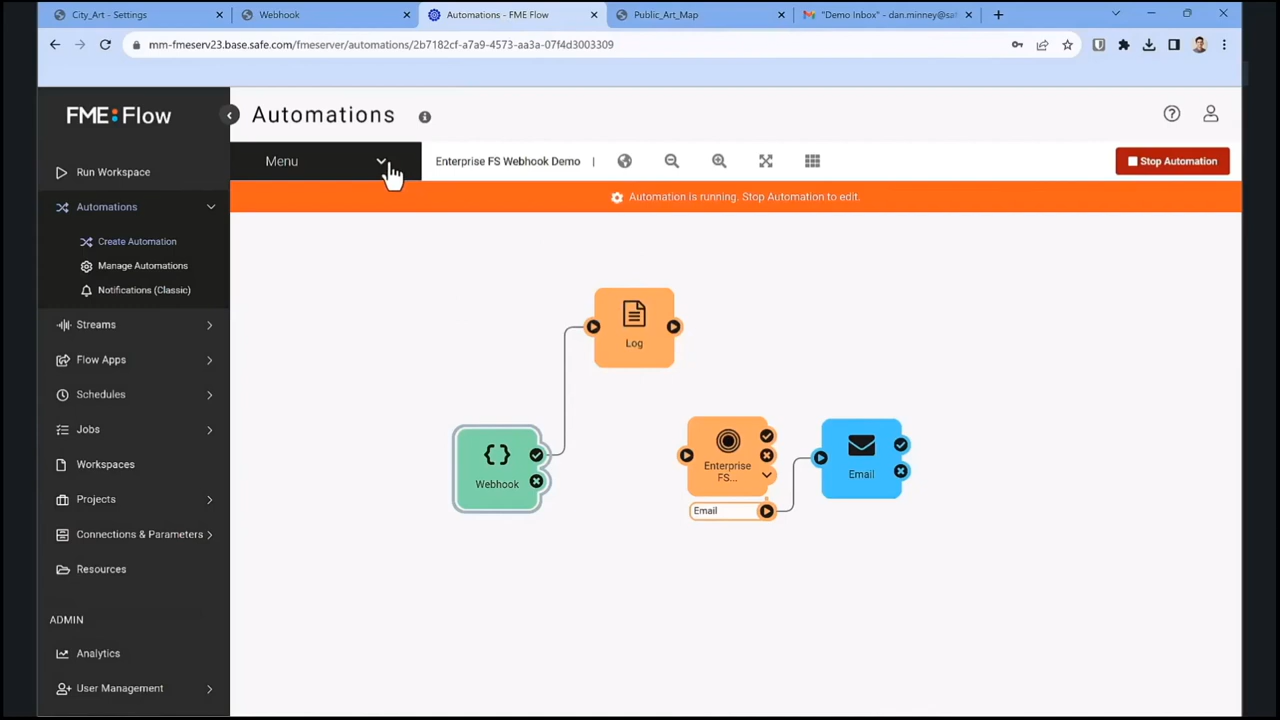 City_Art - Settings
Webhook
Automations - FME Flow
Public_Art_Map
"Demo Inbox" - dan.minney@saf
mm-fmeserv23.base.safe.com/fmeserver/automations/2b7182cf-a7a9-4573-aa3a-07f4d3003309
FME Flow
Automations
Menu
Enterprise FS Webhook Demo
Stop Automation
Automation is running. Stop Automation to edit.
Run Workspace
Automations
Create Automation
Manage Automations
Notifications (Classic)
Streams
Flow Apps
Schedules
Jobs
Workspaces
Projects
Connections & Parameters
Resources
ADMIN
Analytics
User Management
Log
Webhook
Enterprise
FS...
Email
Email